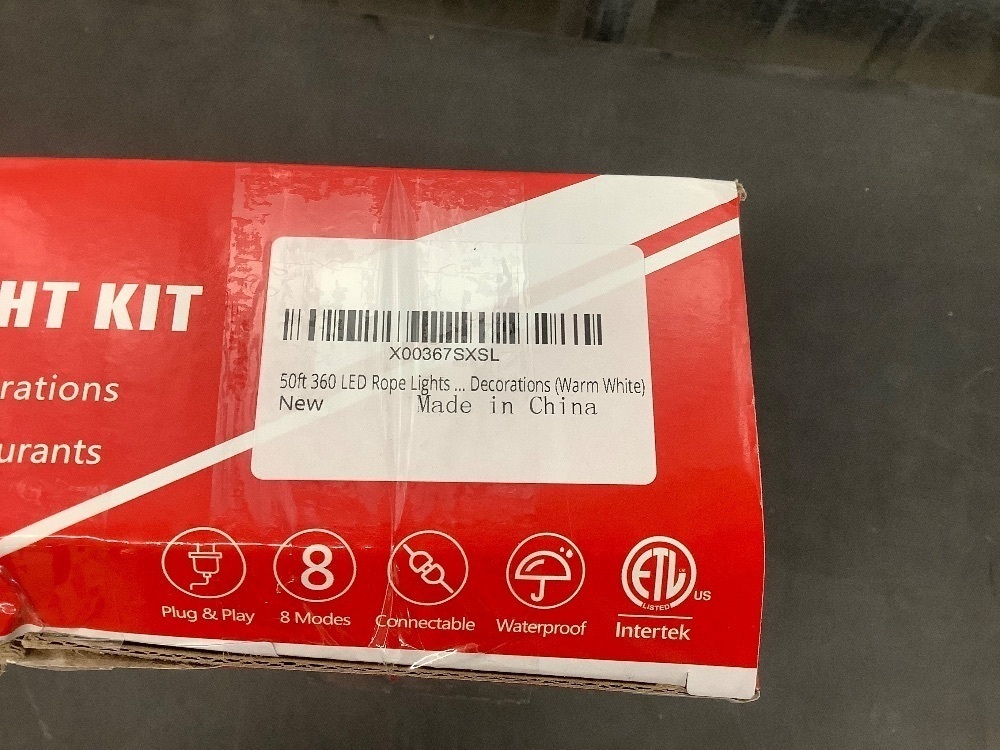 HT KIT
rations
urants
X00367SXSL
50ft 360 LED Rope Lights ... Decorations (Warm White)
New
Made in China
8
Plug & Play
8 Modes
Connectable
Waterproof
ETL
LISTED
US
Intertek